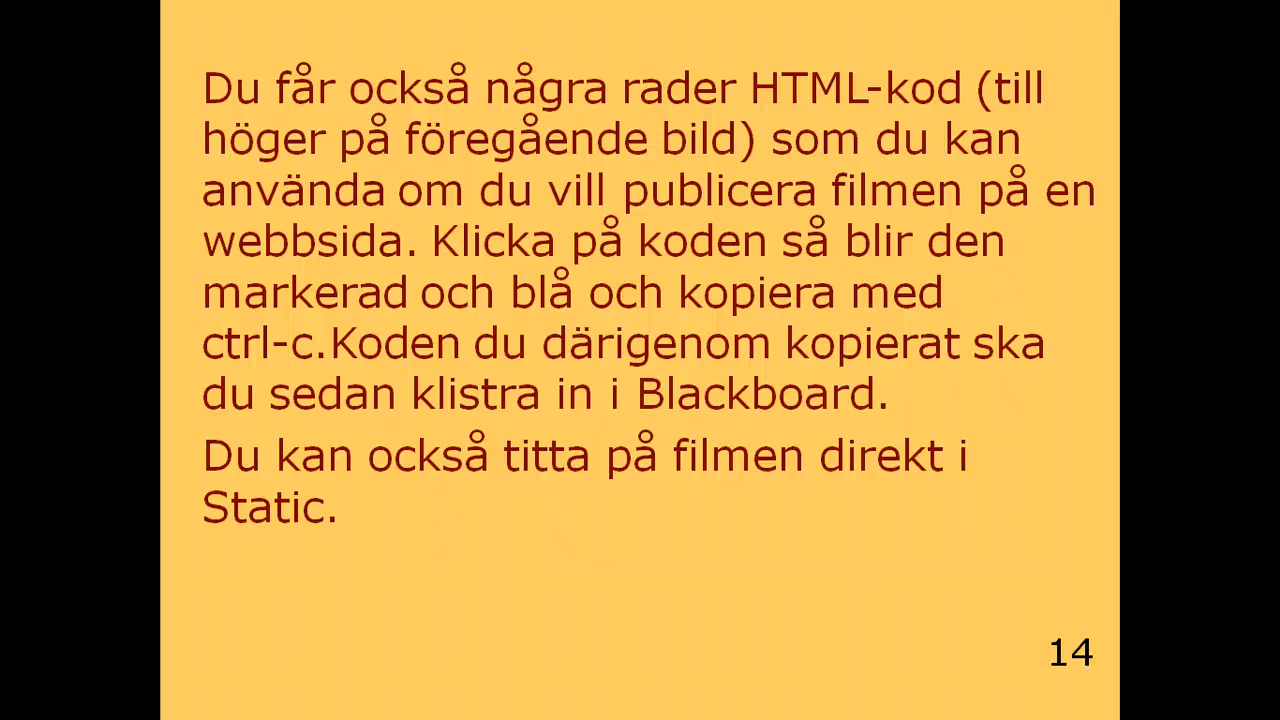 Du får också några rader HTML-kod (till
höger på föregående bild) som du kan
använda om du vill publicera filmen på en
webbsida. Klicka på koden så blir den
markerad och blå och kopiera med
ctrl-c.Koden du därigenom kopierat ska
du sedan klistra in i Blackboard.
Du kan också titta på filmen direkt i
Static.
14